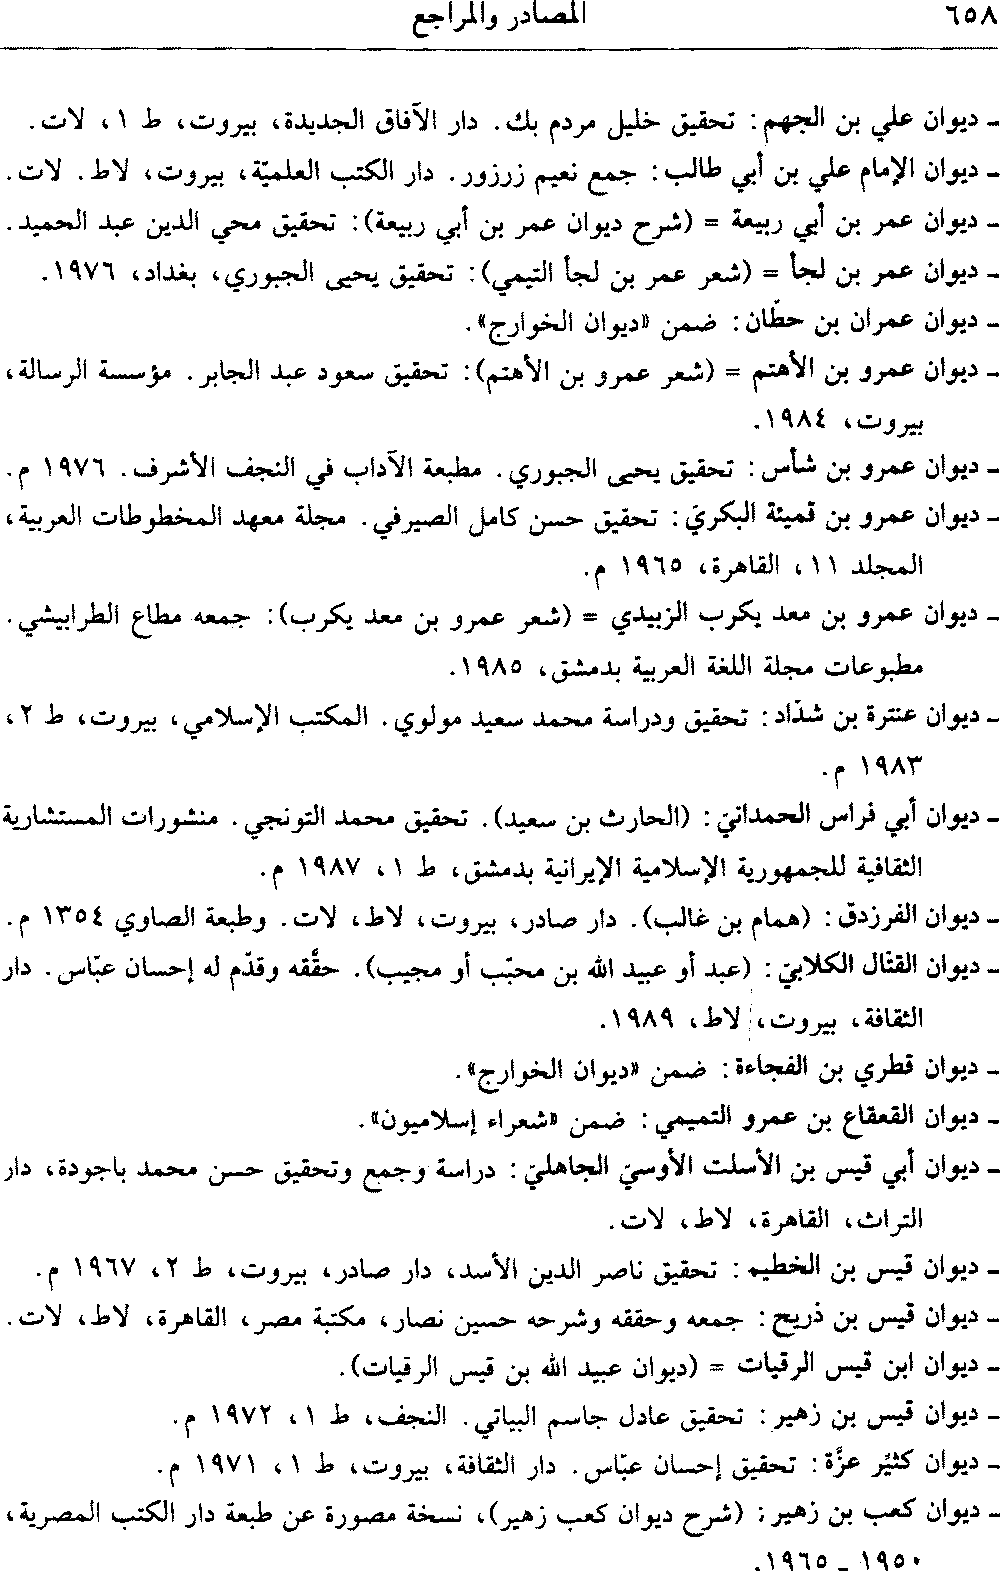 ٦٥٨ المصادر والمراجع
ـ ديوان علي بن الجهم: تحقيق خليل مردم بك. دار الآفاق الجديدة، بيروت، ط ١، لات.
ـ ديوان الإمام علي بن أبي طالب: جمع نعيم زرزور. دار الكتب العلميّة، بيروت، لاط. لات.
ـ ديوان عمر بن أبي ربيعة = (شرح ديوان عمر بن أبي ربيعة): تحقيق محي الدين عبد الحميد.
ـ ديوان عمر بن لجأ = (شعر عمر بن لجأ التيمي): تحقيق يحيى الجبوري، بغداد، ١٩٧٦.
ـ ديوان عمران بن حطّان: ضمن «ديوان الخوارج».
ـ ديوان عمرو بن الأهتم = (شعر عمرو بن الأهتم): تحقيق سعود عبد الجابر. مؤسسة الرسالة،
بيروت، ١٩٨٤.
ـ ديوان عمرو بن شأس: تحقيق يحيى الجبوري. مطبعة الآداب في النجف الأشرف. ١٩٧٦ م.
ـ ديوان عمرو بن قميئة البكريّ: تحقيق حسن كامل الصيرفي. مجلة معهد المخطوطات العربية،
المجلد ١١، القاهرة، ١٩٦٥ م.
ـ ديوان عمرو بن معد يكرب الزبيدي = (شعر عمرو بن معد يكرب): جمعه مطاع الطرابيشي.
مطبوعات مجلة اللغة العربية بدمشق، ١٩٨٥.
ـ ديوان عنترة بن شدّاد: تحقيق ودراسة محمد سعيد مولوي. المكتب الإسلامي، بيروت، ط ٢،
١٩٨٣ م.
ـ ديوان أبي فراس الحمدانيّ: (الحارث بن سعيد). تحقيق محمد التونجي. منشورات المستشارية
الثقافية للجمهورية الإسلامية الإيرانية بدمشق، ط ١، ١٩٨٧ م.
ـ ديوان الفرزدق: (همام بن غالب). دار صادر، بيروت، لاط، لات. وطبعة الصاوي ١٣٥٤ م.
ـ ديوان القتّال الكلابيّ: (عبد أو عبيد الله بن محبّب أو مجيب). حقَّقه وقدّم له إحسان عبّاس. دار
الثقافة، بيروت، لاط، ١٩٨٩.
ـ ديوان قطري بن الفجاءة: ضمن «ديوان الخوارج».
ـ ديوان القعقاع بن عمرو التميمي: ضمن «شعراء إسلاميون».
ـ ديوان أبي قيس بن الأسلت الأوسيّ الجاهليّ: دراسة وجمع وتحقيق حسن محمد باجودة، دار
التراث، القاهرة، لاط، لات.
ـ ديوان قيس بن الخطيم: تحقيق ناصر الدين الأسد، دار صادر، بيروت، ط ٢، ١٩٦٧ م.
ـ ديوان قيس بن ذريح: جمعه وحققه وشرحه حسين نصار، مكتبة مصر، القاهرة، لاط، لات.
ـ ديوان ابن قيس الرقيات = (ديوان عبيد الله بن قيس الرقيات).
ـ ديوان قيس بن زهير: تحقيق عادل جاسم البياتي. النجف، ط ١، ١٩٧٢ م.
ـ ديوان كثيِّر عزَّة: تحقيق إحسان عبّاس. دار الثقافة، بيروت، ط ١، ١٩٧١ م.
ـ ديوان كعب بن زهير: (شرح ديوان كعب زهير)، نسخة مصورة عن طبعة دار الكتب المصرية،
١٩٥٠ ـ ١٩٦٥.